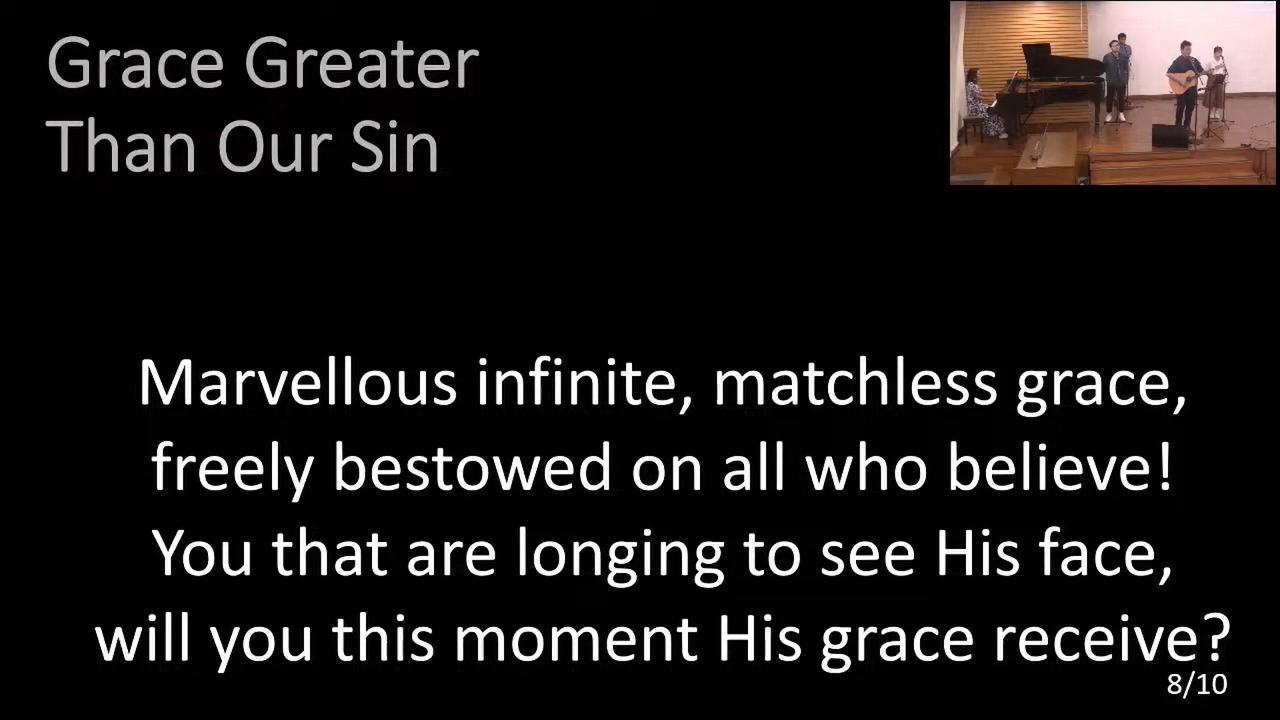 Grace Greater
Than Our Sin
Marvellous infinite, matchless grace,
freely bestowed on all who believe!
You that are longing to see His face,
will you this moment His grace receive?
8/10